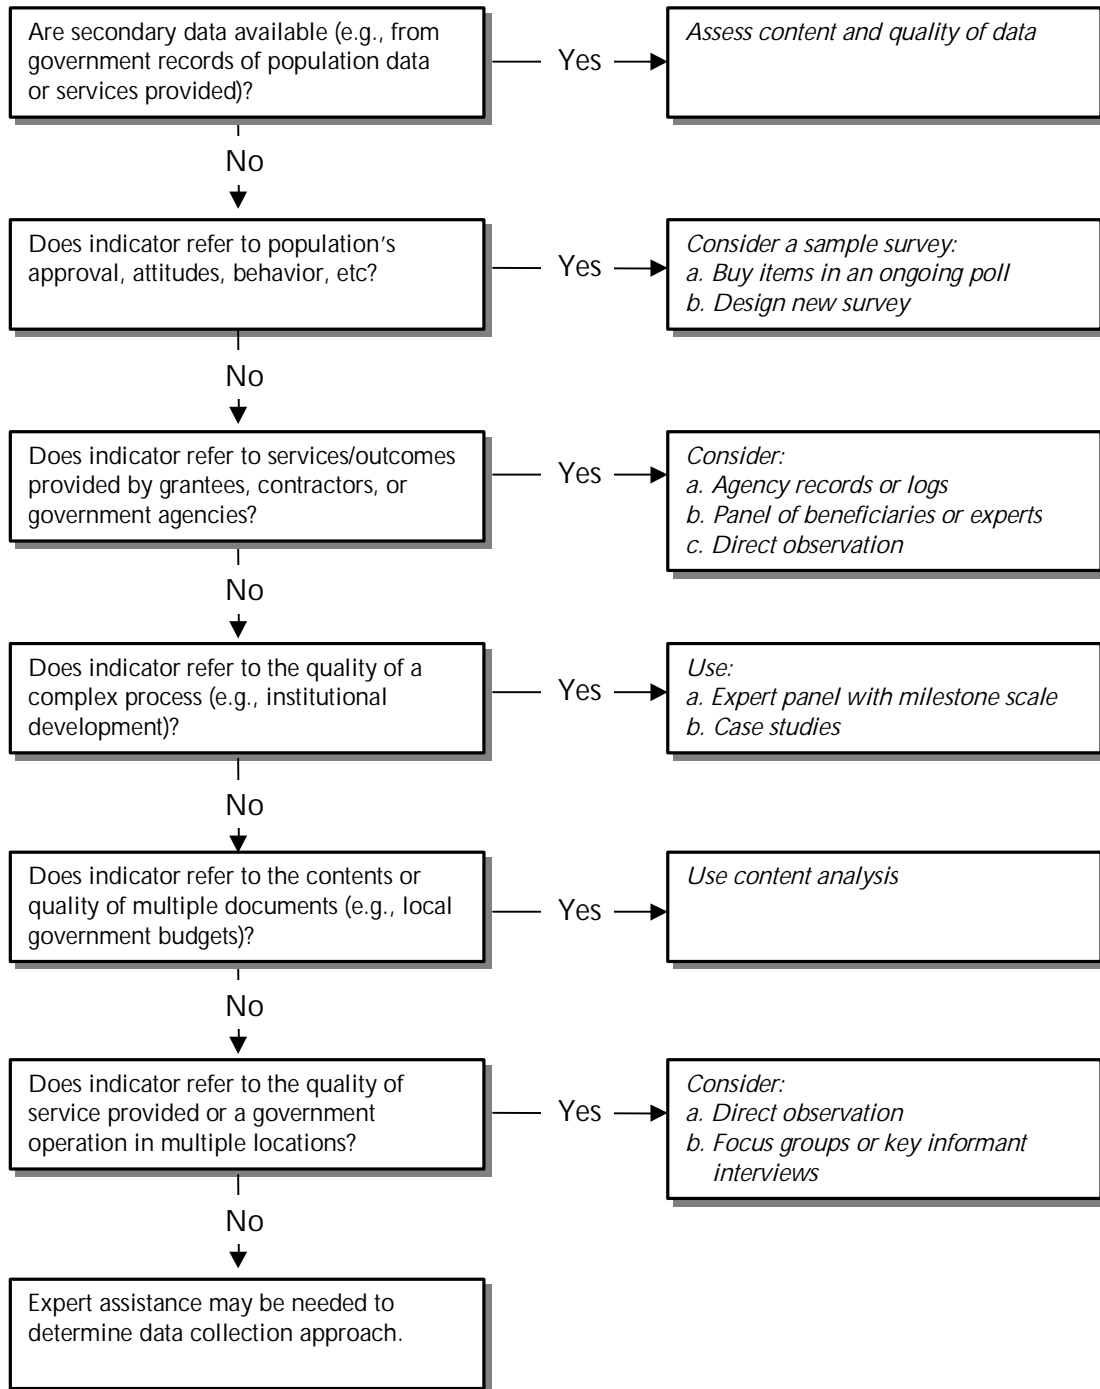 Are secondary data available (e.g., from
government records of population data
or services provided)?
Yes
Assess content and quality of data
No
Does indicator refer to population's
approval, attitudes, behavior, etc?
Yes
Consider a sample survey:
a. Buy items in an ongoing poll
b. Design new survey
No
Does indicator refer to services/outcomes
provided by grantees, contractors, or
government agencies?
Yes
Consider:
a. Agency records or logs
b. Panel of beneficiaries or experts
c. Direct observation
No
Does indicator refer to the quality of a
complex process (e.g., institutional
development)?
Yes
Use:
a. Expert panel with milestone scale
b. Case studies
No
Does indicator refer to the contents or
quality of multiple documents (e.g., local
government budgets)?
Yes
Use content analysis
No
Does indicator refer to the quality of
service provided or a government
operation in multiple locations?
Yes
Consider:
a. Direct observation
b. Focus groups or key informant
interviews
No
Expert assistance may be needed to
determine data collection approach.